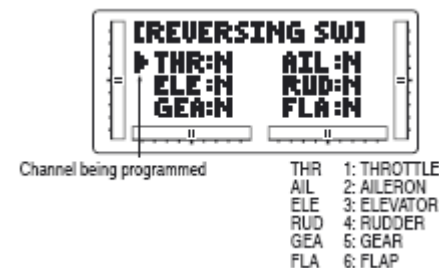 [REVERSING SW]
THR:N AIL:N
ELE:N RUD:N
GEA:N FLA:N
Channel being programmed
THR 1: THROTTLE
AIL 2: AILERON
ELE 3: ELEVATOR
RUD 4: RUDDER
GEA 5: GEAR
FLA 6: FLAP